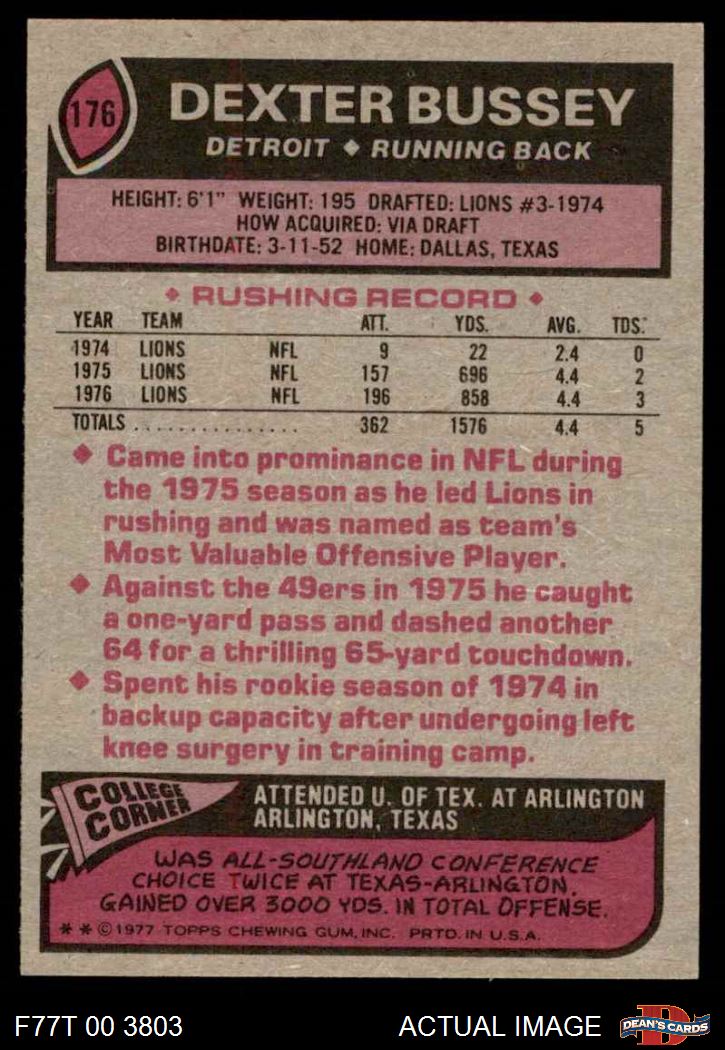 176
DEXTER BUSSEY
DETROIT ◆ RUNNING BACK
HEIGHT: 6'1" WEIGHT: 195 DRAFTED: LIONS #3-1974
HOW ACQUIRED: VIA DRAFT
BIRTHDATE: 3-11-52 HOME: DALLAS, TEXAS
◆ RUSHING RECORD ◆
YEAR TEAM ATT. YDS. AVG. TDS.
1974 LIONS NFL 9 22 2.4 0
1975 LIONS NFL 157 696 4.4 2
1976 LIONS NFL 196 858 4.4 3
TOTALS ............... 362 1576 4.4 5
◆ Came into prominance in NFL during
the 1975 season as he led Lions in
rushing and was named as team's
Most Valuable Offensive Player.
◆ Against the 49ers in 1975 he caught
a one-yard pass and dashed another
64 for a thrilling 65-yard touchdown.
◆ Spent his rookie season of 1974 in
backup capacity after undergoing left
knee surgery in training camp.
COLLEGE
CORNER
ATTENDED U. OF TEX. AT ARLINGTON
ARLINGTON, TEXAS
WAS ALL-SOUTHLAND CONFERENCE
CHOICE TWICE AT TEXAS-ARLINGTON.
GAINED OVER 3000 YDS. IN TOTAL OFFENSE.
** © 1977 TOPPS CHEWING GUM, INC. PRTD. IN U.S.A.
F77T 00 3803
ACTUAL IMAGE
D
DEAN'S CARDS